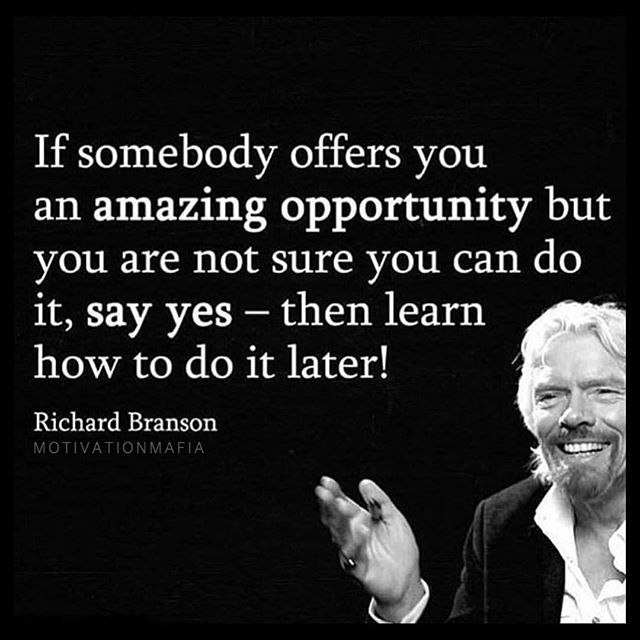 If somebody offers you
an amazing opportunity but
you are not sure you can do
it, say yes – then learn
how to do it later!
Richard Branson
MOTIVATIONMAFIA